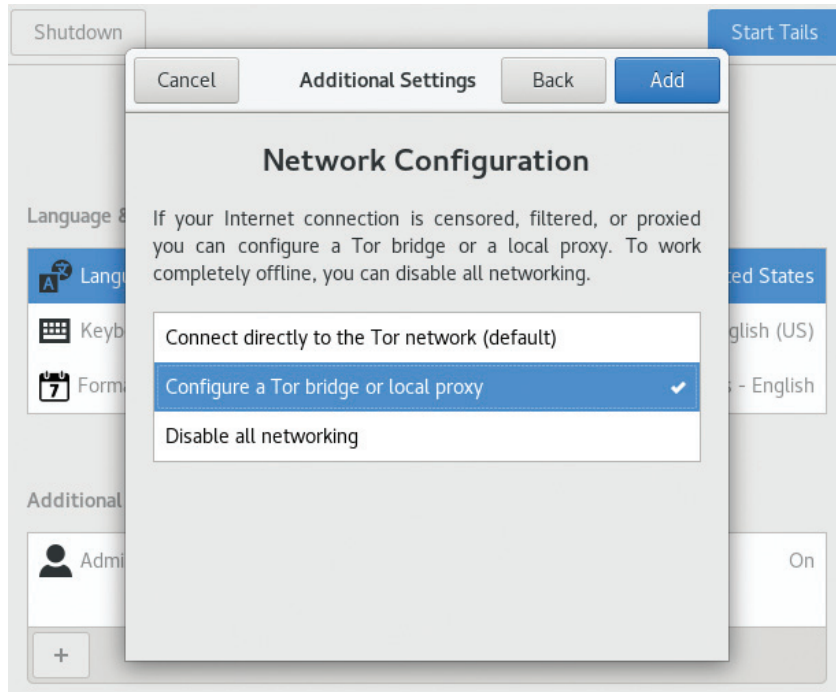 Shutdown
Start Tails
Cancel
Additional Settings
Back
Add
Network Configuration
If your Internet connection is censored, filtered, or proxied
you can configure a Tor bridge or a local proxy. To work
completely offline, you can disable all networking.
Language &
Langu
ted States
Keyb
glish (US)
7
Forma
s - English
Connect directly to the Tor network (default)
Configure a Tor bridge or local proxy
Disable all networking
Additional
Admi
On
+